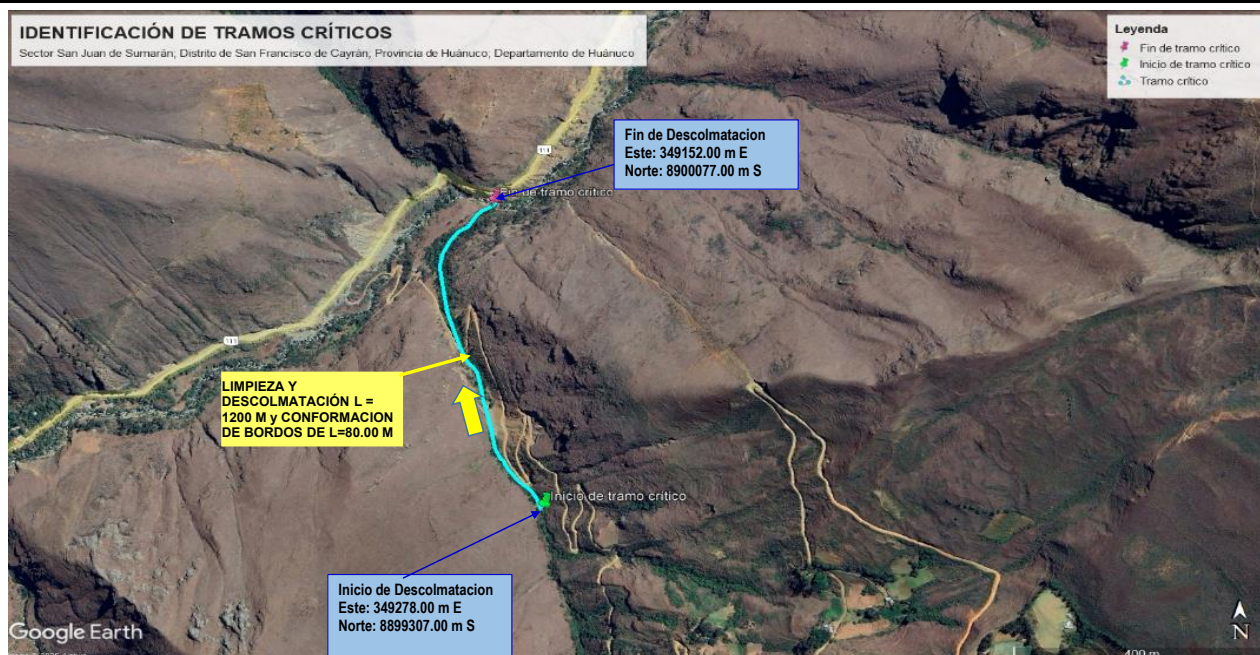 IDENTIFICACIÓN DE TRAMOS CRÍTICOS
Sector San Juan de Sumarán, Distrito de San Francisco de Cayrán, Provincia de Huánuco, Departamento de Huánuco
Leyenda
Fin de tramo crítico
Inicio de tramo crítico
Tramo crítico
Fin de Descolmatacion
Este: 349152.00 m E
Norte: 8900077.00 m S
111
Fin de tramo crítico
111
LIMPIEZA Y
DESCOLMATACIÓN L =
1200 M y CONFORMACION
DE BORDOS DE L=80.00 M
Inicio de tramo crítico
Inicio de Descolmatacion
Este: 349278.00 m E
Norte: 8899307.00 m S
Google Earth
N
400 m